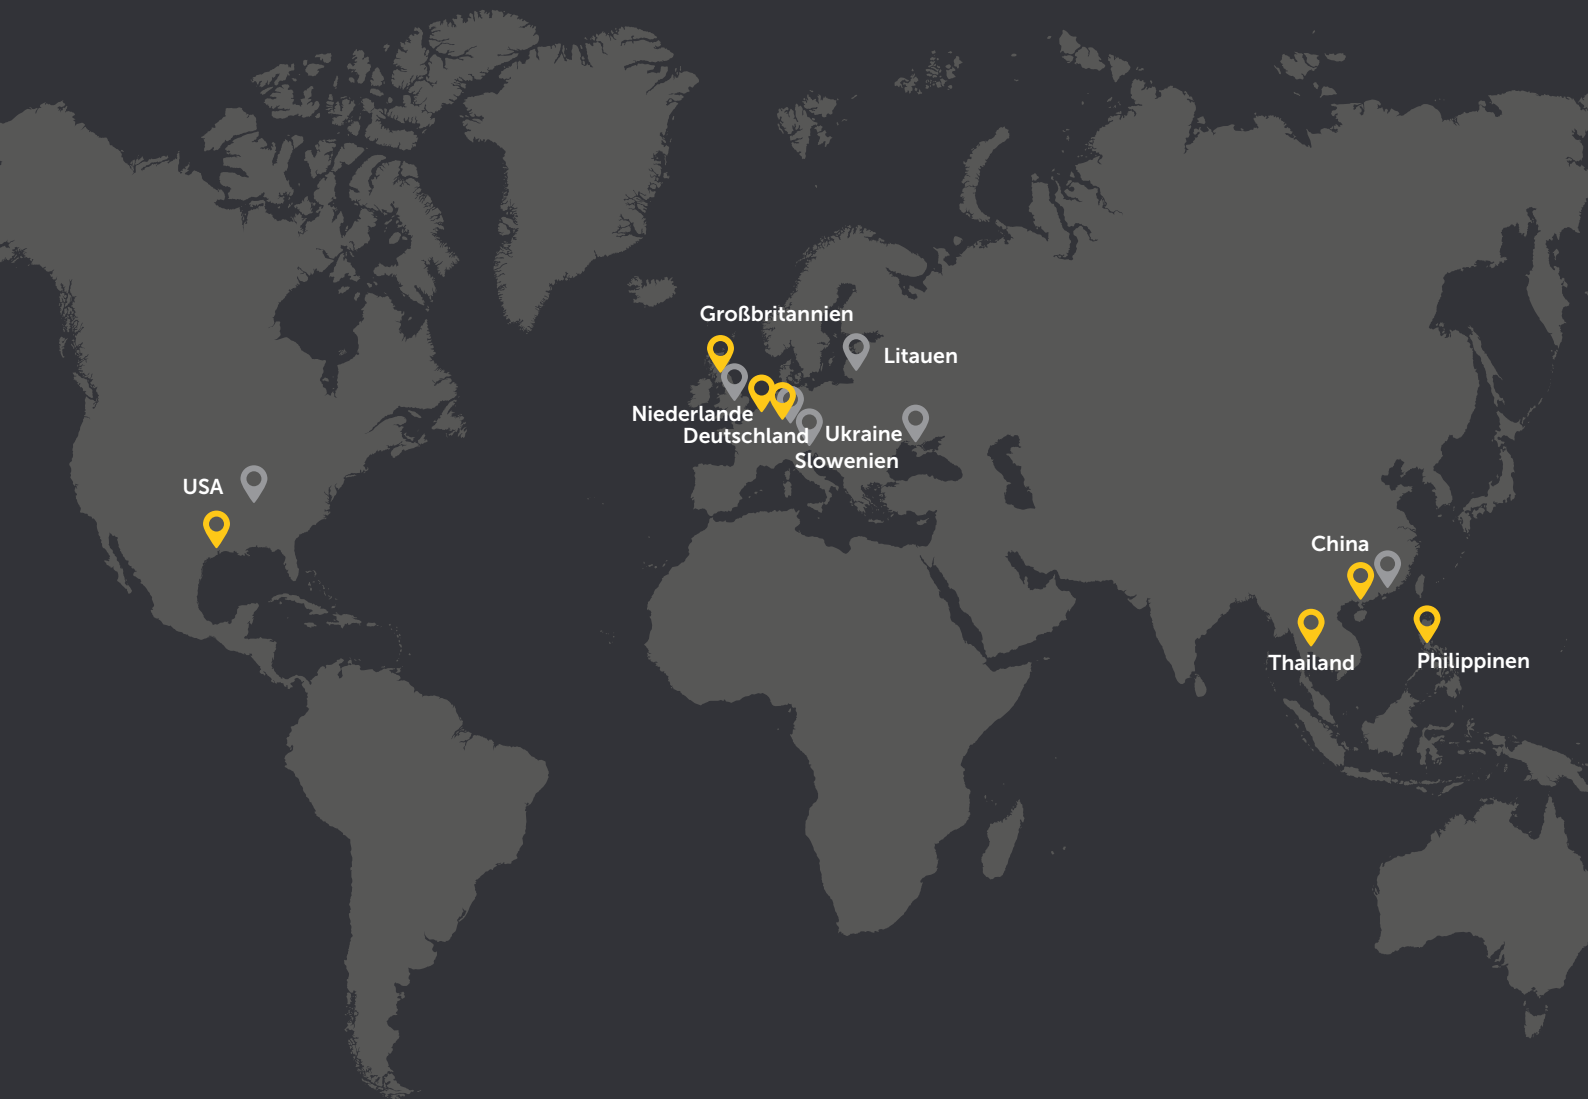 Großbritannien
Litauen
Niederlande
Deutschland
Ukraine
Slowenien
USA
China
Thailand
Philippinen